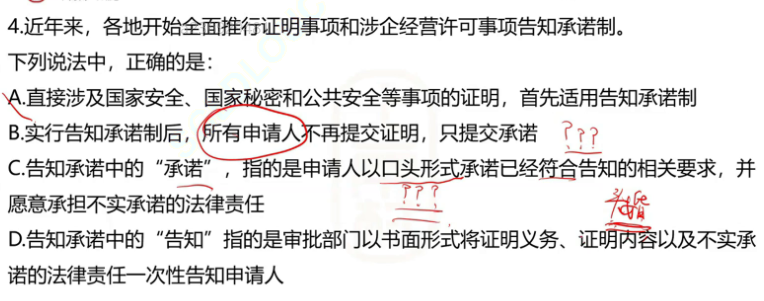 4.近年来，各地开始全面推行证明事项和涉企经营许可事项告知承诺制。
下列说法中，正确的是：
A.直接涉及国家安全、国家秘密和公共安全等事项的证明，首先适用告知承诺制
B.实行告知承诺制后，所有申请人不再提交证明，只提交承诺 ???
C.告知承诺中的“承诺”，指的是申请人以口头形式承诺已经符合告知的相关要求，并
???
愿意承担不实承诺的法律责任
D.告知承诺中的“告知”指的是审批部门以书面形式将证明义务、证明内容以及不实承
诺的法律责任一次性告知申请人